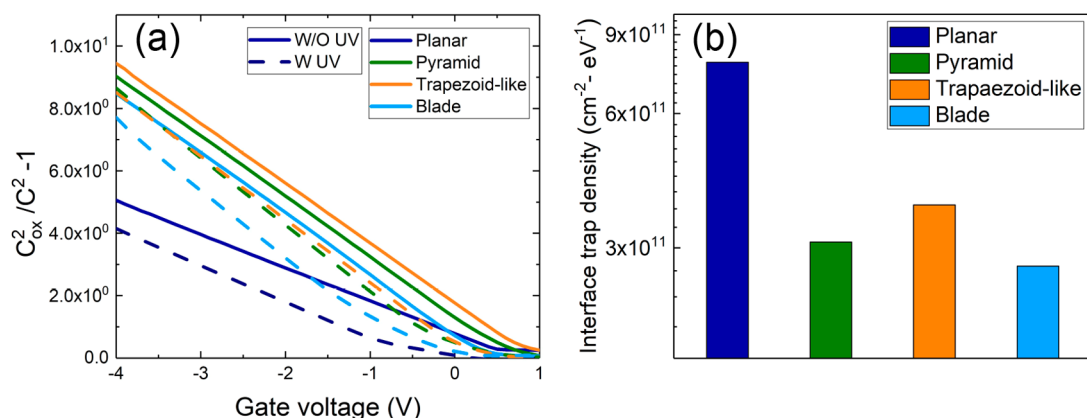 (a)
W/O UV
W UV
Planar
Pyramid
Trapezoid-like
Blade
1.0x10¹
8.0x10⁰
6.0x10⁰
4.0x10⁰
2.0x10⁰
0.0
C²ox/C² -1
-4 -3 -2 -1 0 1
Gate voltage (V)
(b)
Planar
Pyramid
Trapaezoid-like
Blade
9x10¹¹
6x10¹¹
3x10¹¹
Interface trap density (cm⁻²- eV⁻¹)